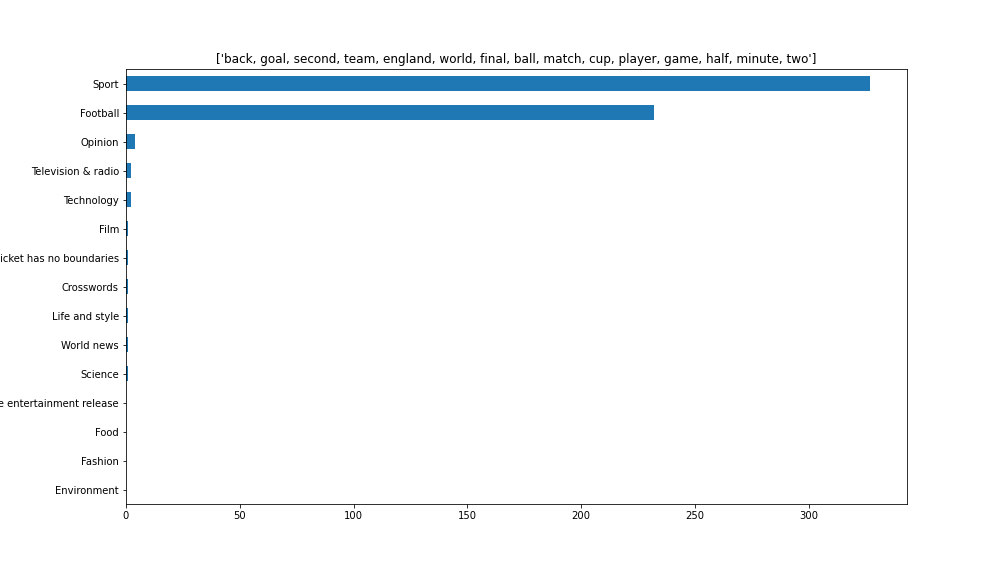 ['back, goal, second, team, england, world, final, ball, match, cup, player, game, half, minute, two']
Sport
Football
Opinion
Television & radio
Technology
Film
icket has no boundaries
Crosswords
Life and style
World news
Science
e entertainment release
Food
Fashion
Environment
0 50 100 150 200 250 300